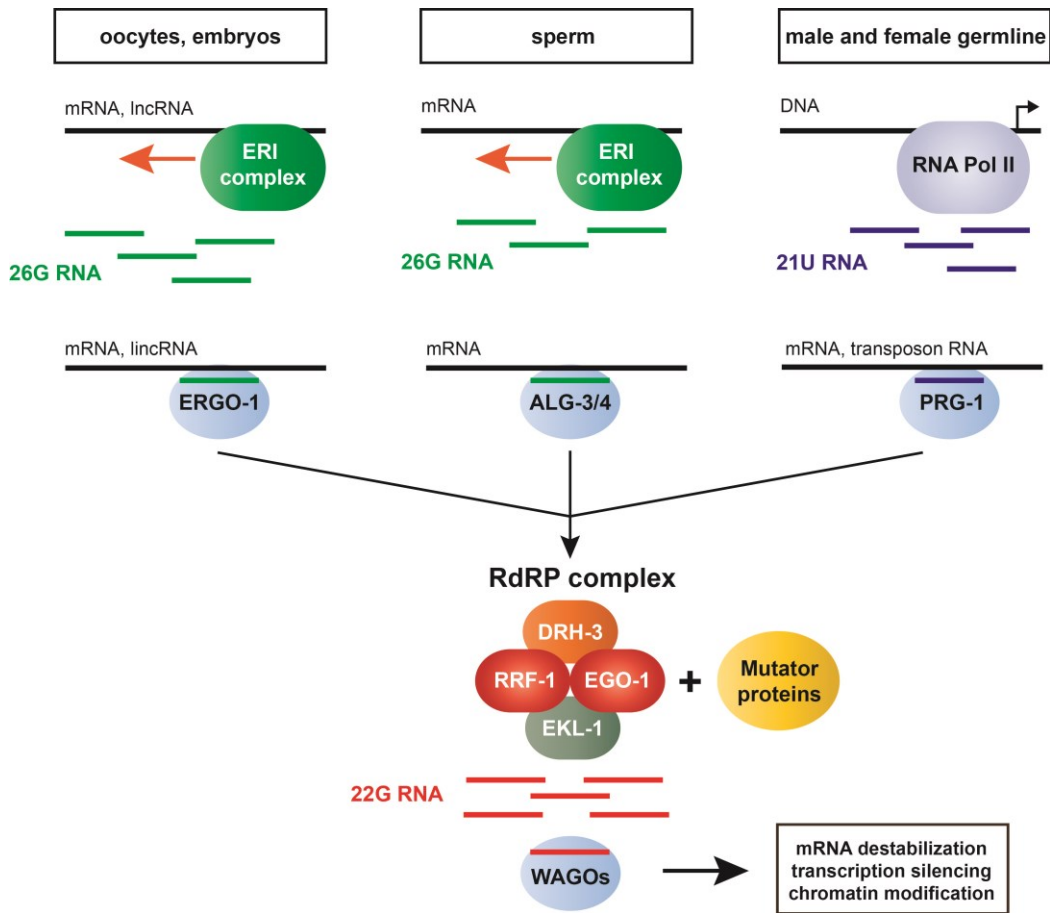 oocytes, embryos
mRNA, lncRNA
ERI
complex
26G RNA
mRNA, lincRNA
ERGO-1
sperm
mRNA
ERI
complex
26G RNA
mRNA
ALG-3/4
male and female germline
DNA
RNA Pol II
21U RNA
mRNA, transposon RNA
PRG-1
RdRP complex
DRH-3
RRF-1
EGO-1
EKL-1
+
Mutator
proteins
22G RNA
WAGOs
mRNA destabilization
transcription silencing
chromatin modification